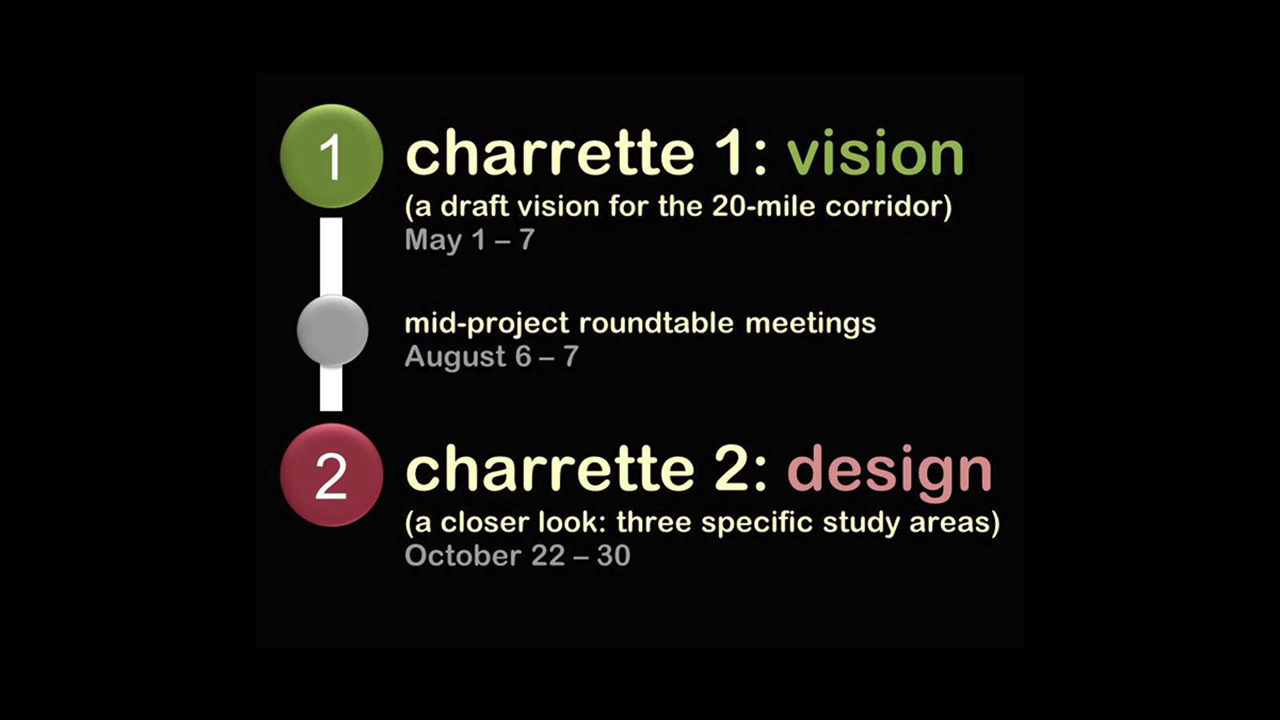 1
charrette 1: vision
(a draft vision for the 20-mile corridor)
May 1 – 7
mid-project roundtable meetings
August 6 – 7
2
charrette 2: design
(a closer look: three specific study areas)
October 22 – 30